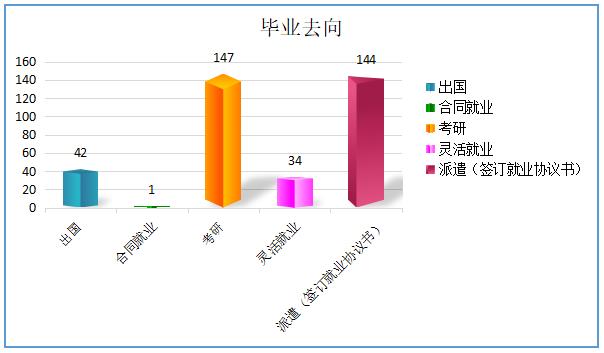 毕业去向
160
140
120
100
80
60
40
20
0
42
1
147
34
144
出国
合同就业
考研
灵活就业
派遣（签订就业协议书）
出国
合同就业
考研
灵活就业
派遣（签订就业协议书）